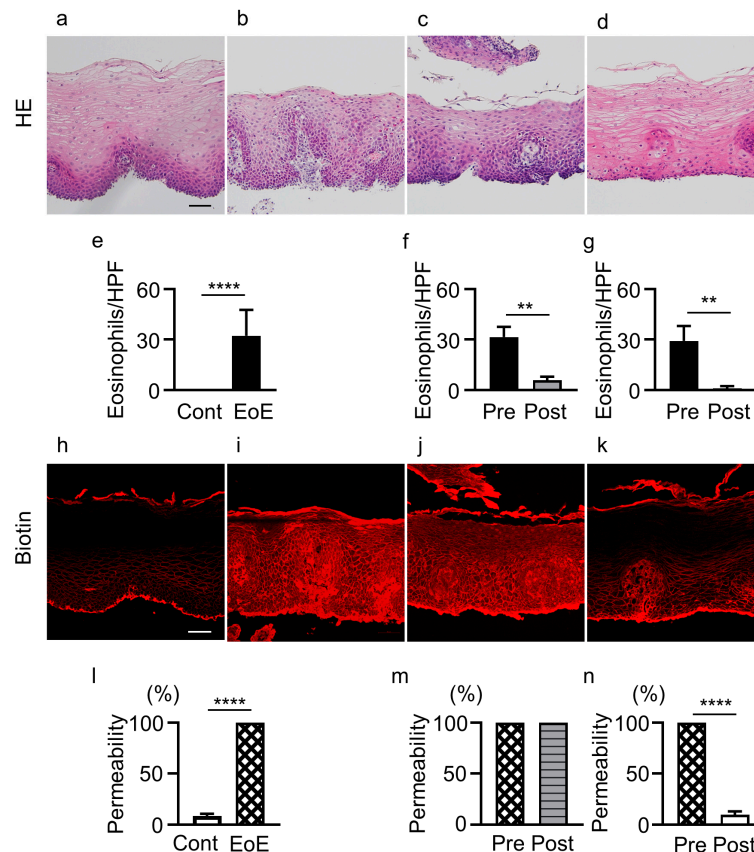 a b c d
HE
e f g
Eosinophils/HPF
60
30
0
****
Cont EoE
Eosinophils/HPF
60
30
0
**
Pre Post
Eosinophils/HPF
60
30
0
**
Pre Post
h i j k
Biotin
l m n
(%)
Permeability
100
50
0
****
Cont EoE
(%)
Permeability
100
50
0
Pre Post
(%)
Permeability
100
50
0
****
Pre Post